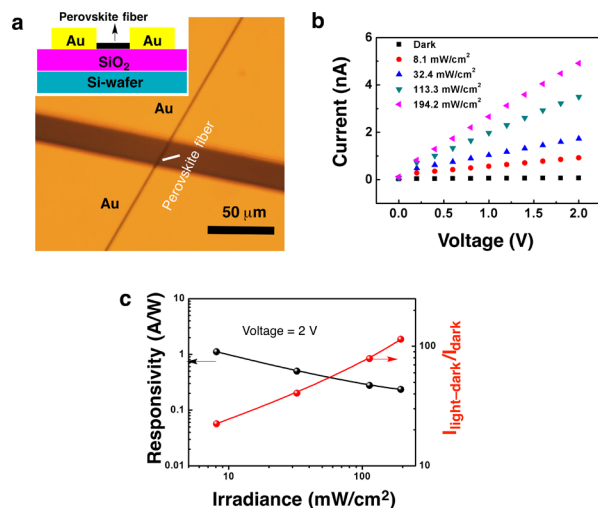 a
Perovskite fiber
Au
Au
SiO₂
Si-wafer
Au
Perovskite fiber
Au
50 μm
b
Current (nA)
6
4
2
0
Dark
8.1 mW/cm²
32.4 mW/cm²
113.3 mW/cm²
194.2 mW/cm²
0.0 0.5 1.0 1.5 2.0
Voltage (V)
c
Responsivity (A/W)
10
1
0.1
0.01
Voltage = 2 V
100
10
I light–dark/I dark
10 100
Irradiance (mW/cm²)